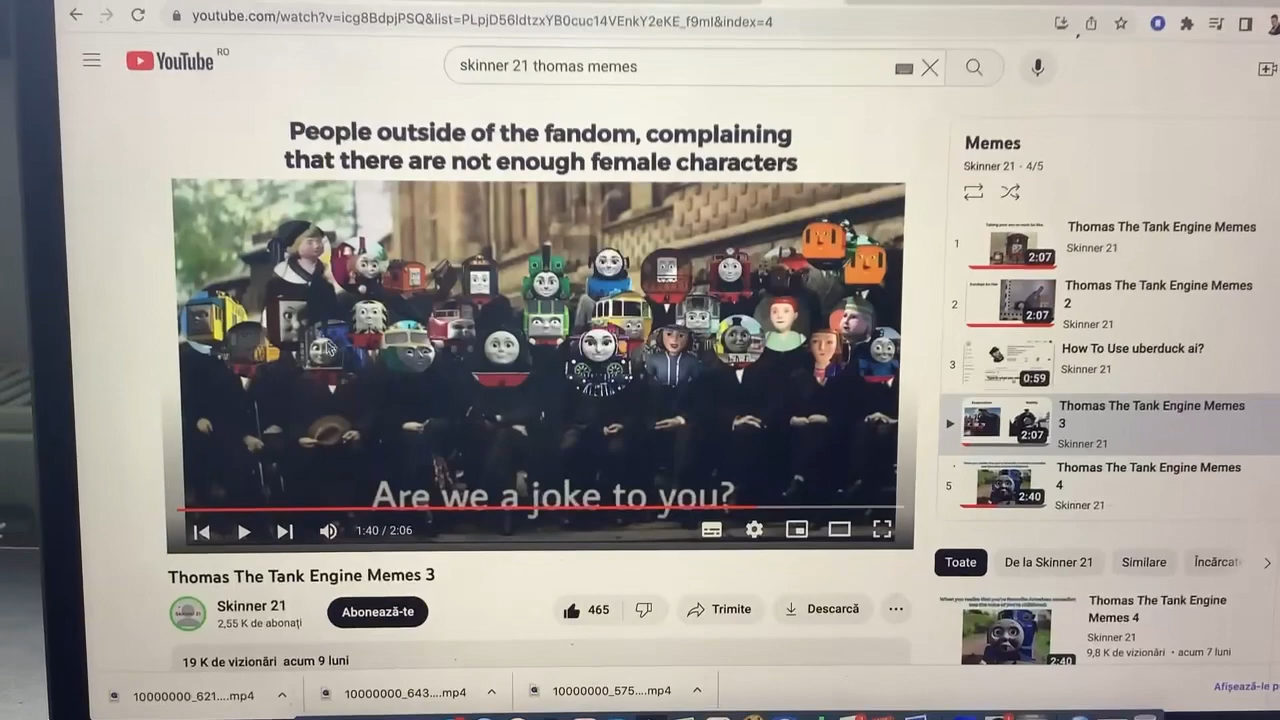 youtube.com/watch?v=icg8BdpjPSQ&list=PLpjD56ldtzxYB0cuc14VEnkY2eKE_f9ml&index=4
YouTube RO
skinner 21 thomas memes
People outside of the fandom, complaining
that there are not enough female characters
Are we a joke to you?
1:40 / 2:06
Thomas The Tank Engine Memes 3
Skinner 21
2,55 K de abonați
Abonează-te
465
Trimite
Descarcă
19 K de vizionări acum 9 luni
Memes
Skinner 21 - 4/5
1
2:07
Thomas The Tank Engine Memes
Skinner 21
2
2:07
Thomas The Tank Engine Memes
2
Skinner 21
3
0:59
How To Use uberduck ai?
Skinner 21
2:07
Thomas The Tank Engine Memes
3
Skinner 21
5
2:40
Thomas The Tank Engine Memes
4
Skinner 21
Toate
De la Skinner 21
Similare
Încărcat
2:40
Thomas The Tank Engine
Memes 4
Skinner 21
9,8 K de vizionări • acum 7 luni
10000000_621....mp4
10000000_643....mp4
10000000_575....mp4
Afișează-le p